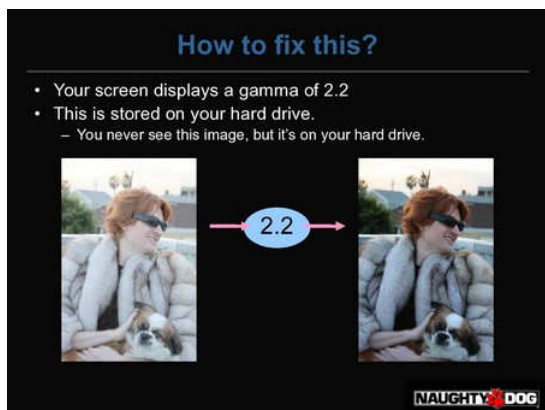 How to fix this?
• Your screen displays a gamma of 2.2
• This is stored on your hard drive.
– You never see this image, but it's on your hard drive.
2.2
NAUGHTY DOG